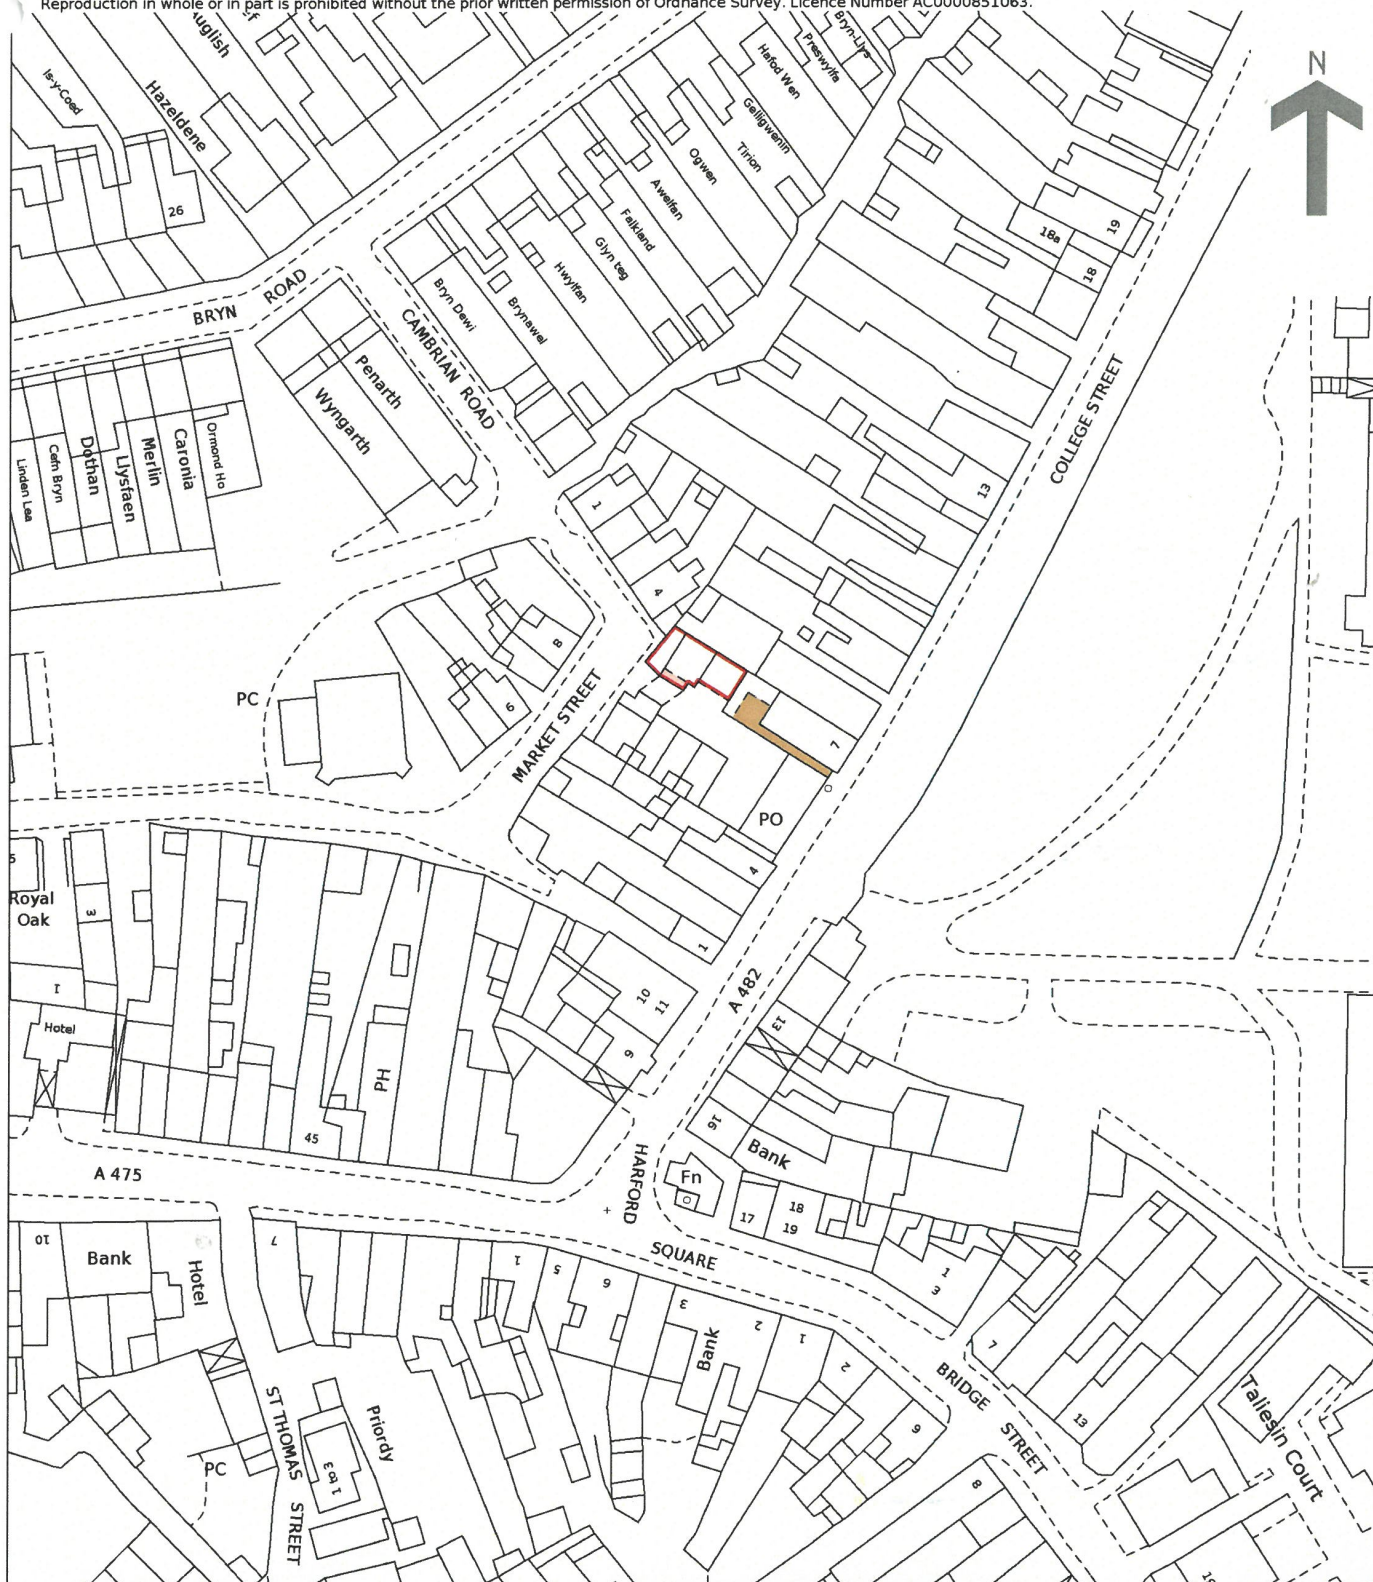 Reproduction in whole or in part is prohibited without the prior written permission of Ordnance Survey. Licence Number AC0000851063.
N
Is-y-Coed
Hazeldene
26
Bryn-Llys
Preswylfa
Hafod Wen
Gelligwenin
Tirion
Ogwen
Awelfan
Falkland
Glyn teg
Hwylfan
Brynawel
Bryn Dewi
18a
19
18
BRYN
ROAD
CAMBRIAN ROAD
Penarth
Wyngarth
Ormond Ho
Caronia
Merlin
Llysfaen
Dothan
Cefn Bryn
Linden Lea
COLLEGE STREET
13
1
4
8
6
PC
MARKET STREET
7
PO
4
1
5
Royal
Oak
3
1
Hotel
10
11
9
A 482
13
16
PH
45
Bank
Fn
HARFORD
SQUARE
17
18
19
A 475
1
3
10
Bank
Hotel
7
1
5
6
3
Bank
2
1
2
9
7
13
BRIDGE
STREET
8
Taliesin Court
ST THOMAS
STREET
Priordy
1 to 3
PC